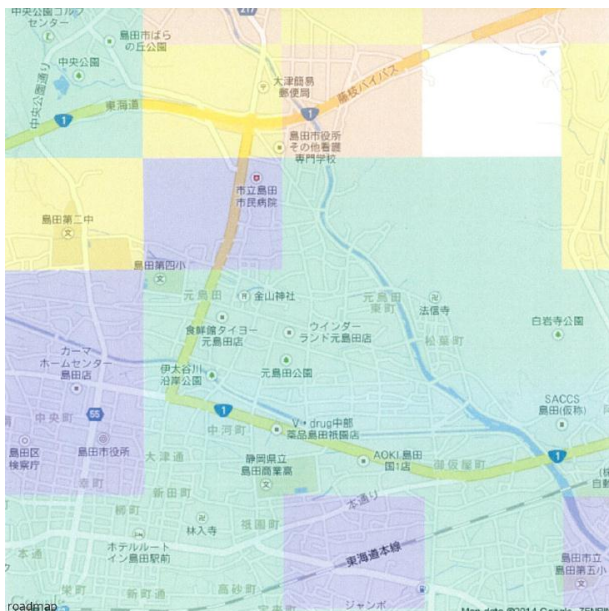 中央公園ゴルフ
センター
島田市ばら
の丘公園
中央公園
中央公園通り
東海道
1
大津簡易
郵便局
藤枝バイパス
1
島田市役所
その他看護
専門学校
市立島田
市民病院
島田第二中
島田第四小
元島田
金山神社
元島田
東町
法信寺
食鮮館タイヨー
元島田店
ウインダー
ランド元島田店
松葉町
白岩寺公園
カーマ
ホームセンター
島田店
伊太谷川
沿岸公園
元島田公園
中央町
55
1
中河町
V・drug中部
薬品島田祇園店
SACCS
島田(仮称)
島田区
検察庁
島田市役所
大津通
静岡県立
島田商業高
AOKI島田
国1店
御仮屋町
1
幸町
新田町
本通り
柳町
林入寺
祇園町
ホテルルート
イン島田駅前
本通
東海道本線
島田市立
島田第五小
栄町
新町通
高砂町
ジャンボ
roadmap
Map data ©2014 Google, ZENRIN